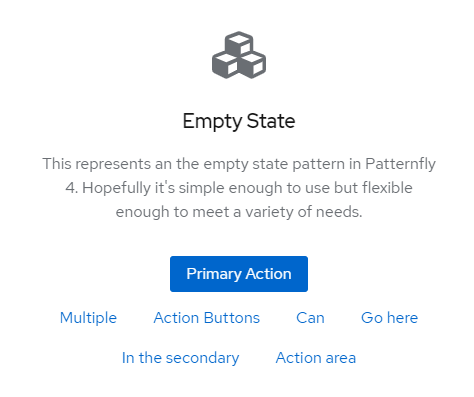 Empty State
This represents an the empty state pattern in Patternfly
4. Hopefully it's simple enough to use but flexible
enough to meet a variety of needs.
Primary Action
Multiple Action Buttons Can Go here
In the secondary Action area